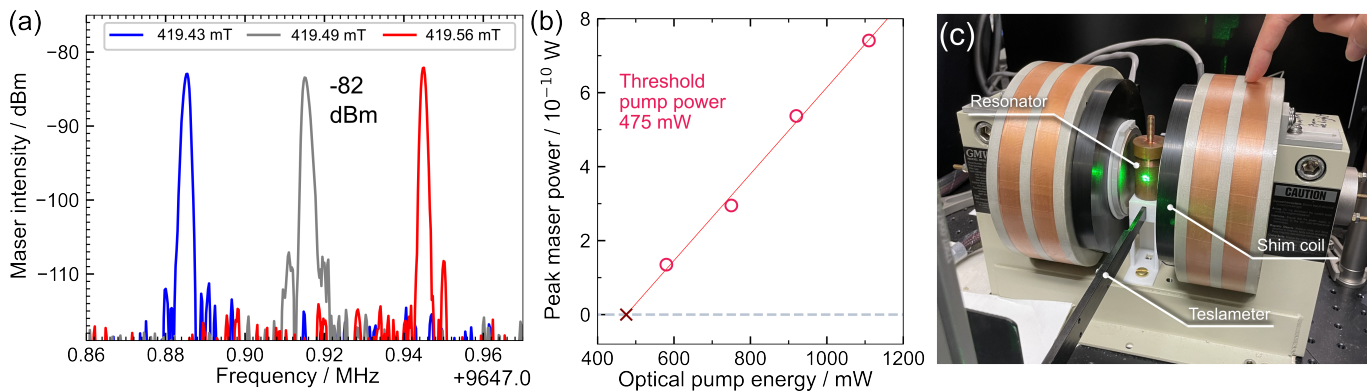 (a)
419.43 mT
419.49 mT
419.56 mT
-82
dBm
Maser intensity / dBm
−80
−90
−100
−110
0.86
0.88
0.90
0.92
0.94
0.96
Frequency / MHz
+9647.0
(b)
Threshold
pump power
475 mW
Peak maser power / 10⁻¹⁰ W
8
6
4
2
0
400
600
800
1000
1200
Optical pump energy / mW
(c)
Resonator
GMW
CAUTION
Shim coil
Teslameter